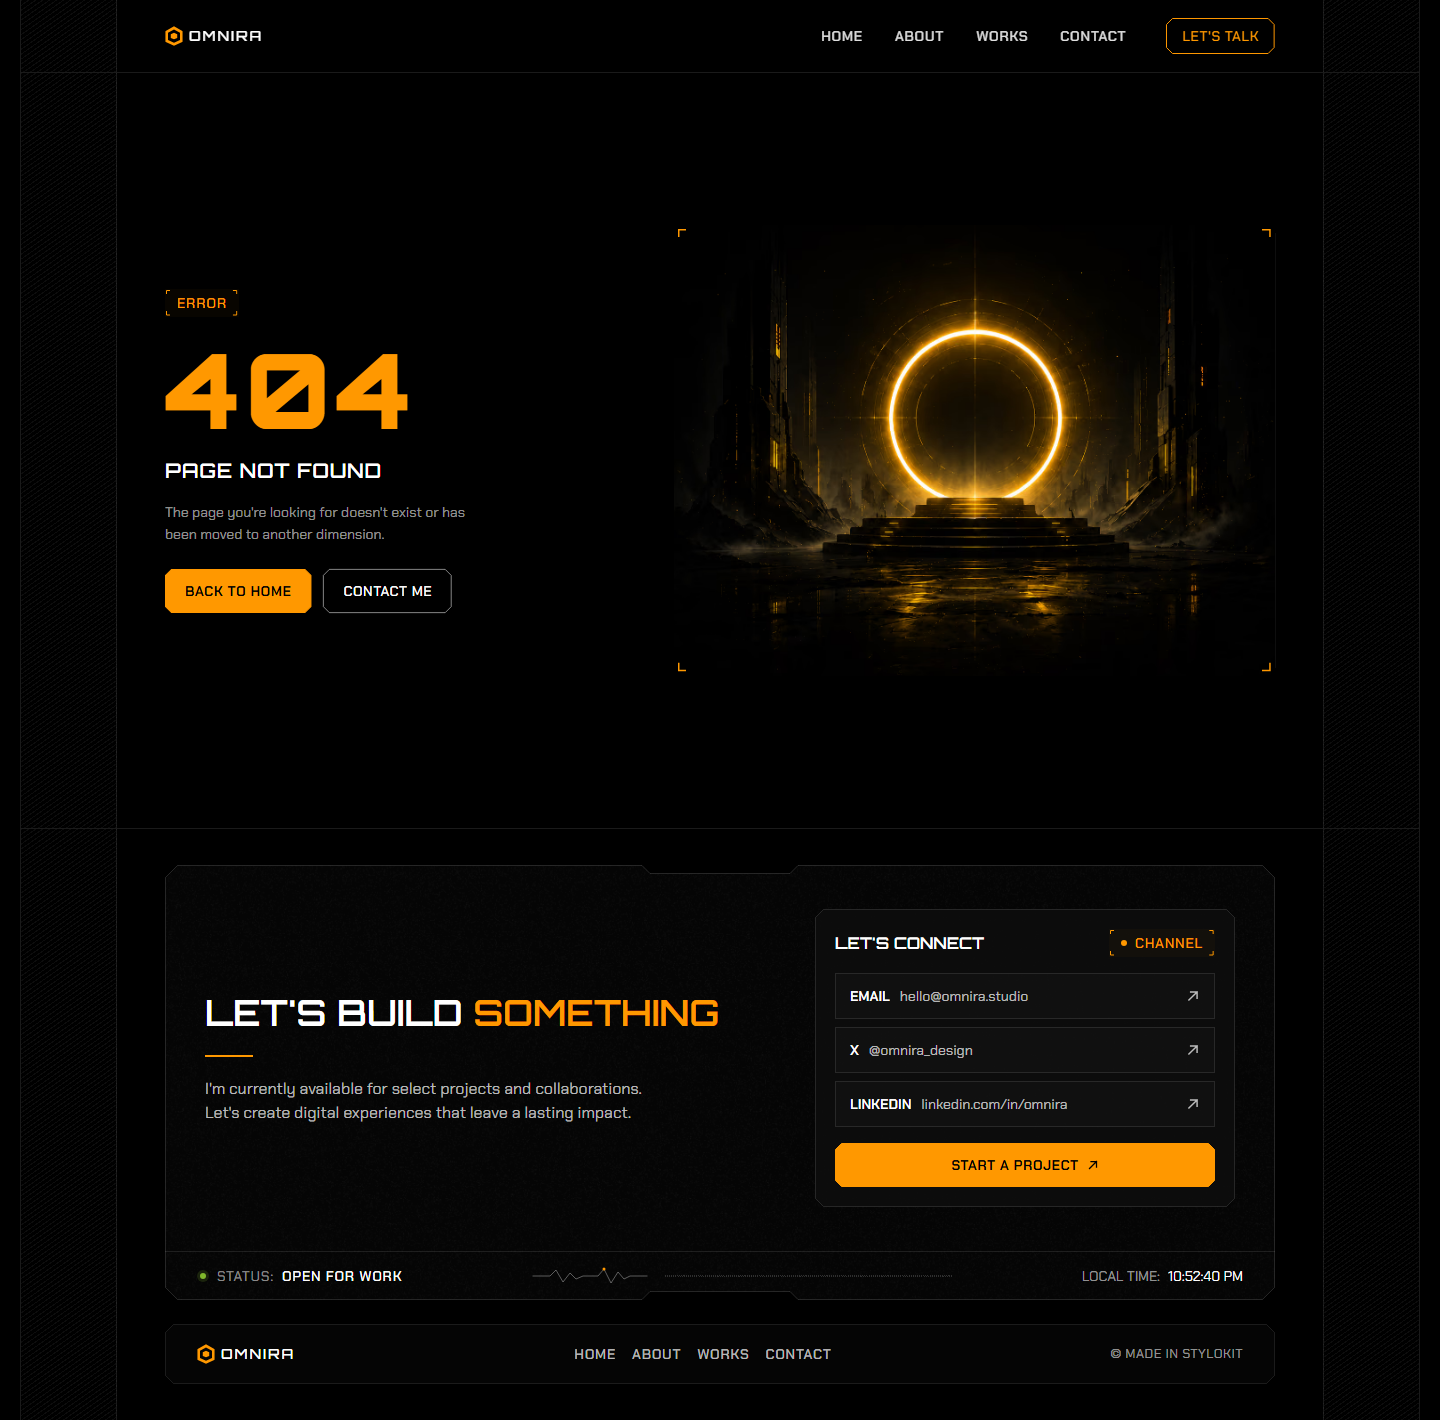 OMNIRA
HOME ABOUT WORKS CONTACT LET'S TALK
ERROR
404
PAGE NOT FOUND
The page you're looking for doesn't exist or has
been moved to another dimension.
BACK TO HOME CONTACT ME
LET'S BUILD SOMETHING
I'm currently available for select projects and collaborations.
Let's create digital experiences that leave a lasting impact.
LET'S CONNECT CHANNEL
EMAIL hello@omnira.studio
X @omnira_design
LINKEDIN linkedin.com/in/omnira
START A PROJECT
STATUS: OPEN FOR WORK
LOCAL TIME: 10:52:40 PM
OMNIRA
HOME ABOUT WORKS CONTACT
© MADE IN STYLOKIT